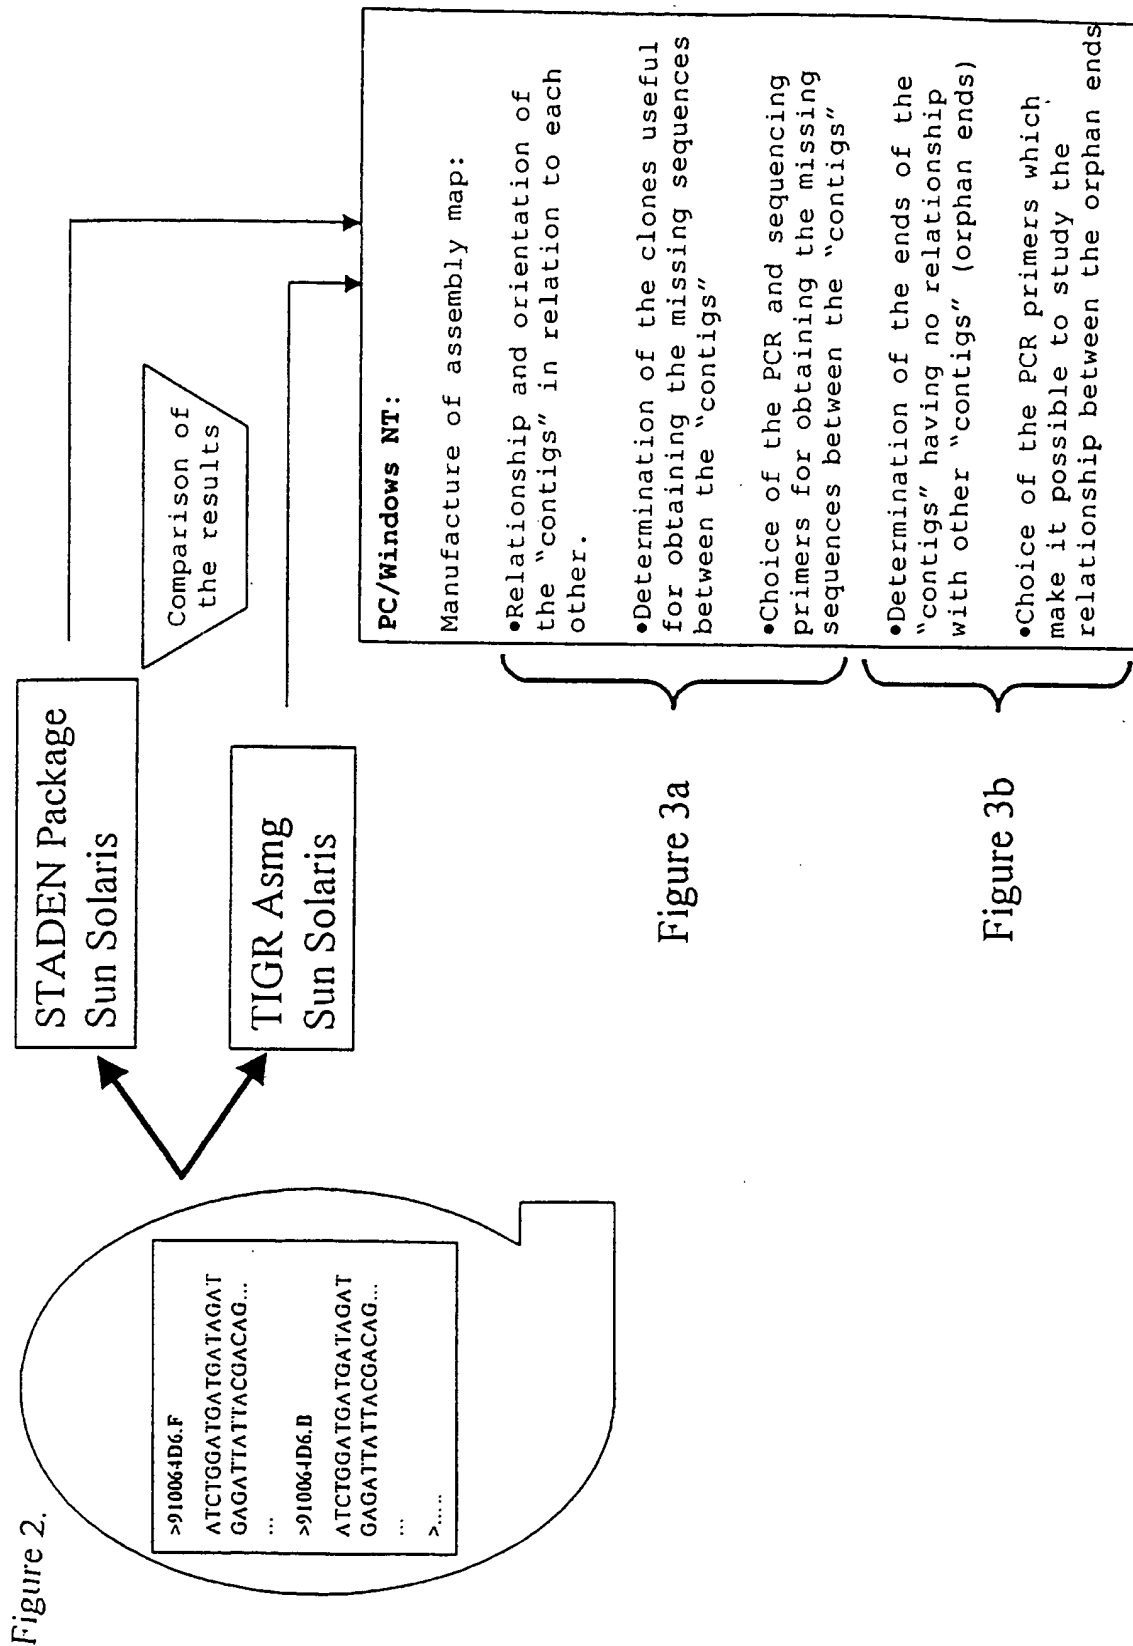 Figure 2.
>910064D6.F
ATCTGGATGATGATAGAT
GAGATTATTACGACAG...
...
>910064D6.B
ATCTGGATGATGATAGAT
GAGATTATTACGACAG...
...
>.....
STADEN Package
Sun Solaris
TIGR Asmg
Sun Solaris
Comparison of
the results
PC/Windows NT:
Manufacture of assembly map:
•Relationship and orientation of
the "contigs" in relation to each
other.
•Determination of the clones useful
for obtaining the missing sequences
between the "contigs"
•Choice of the PCR and sequencing
primers for obtaining the missing
sequences between the "contigs"
•Determination of the ends of the
"contigs" having no relationship
with other "contigs" (orphan ends)
•Choice of the PCR primers which
make it possible to study the
relationship between the orphan ends
Figure 3a
Figure 3b